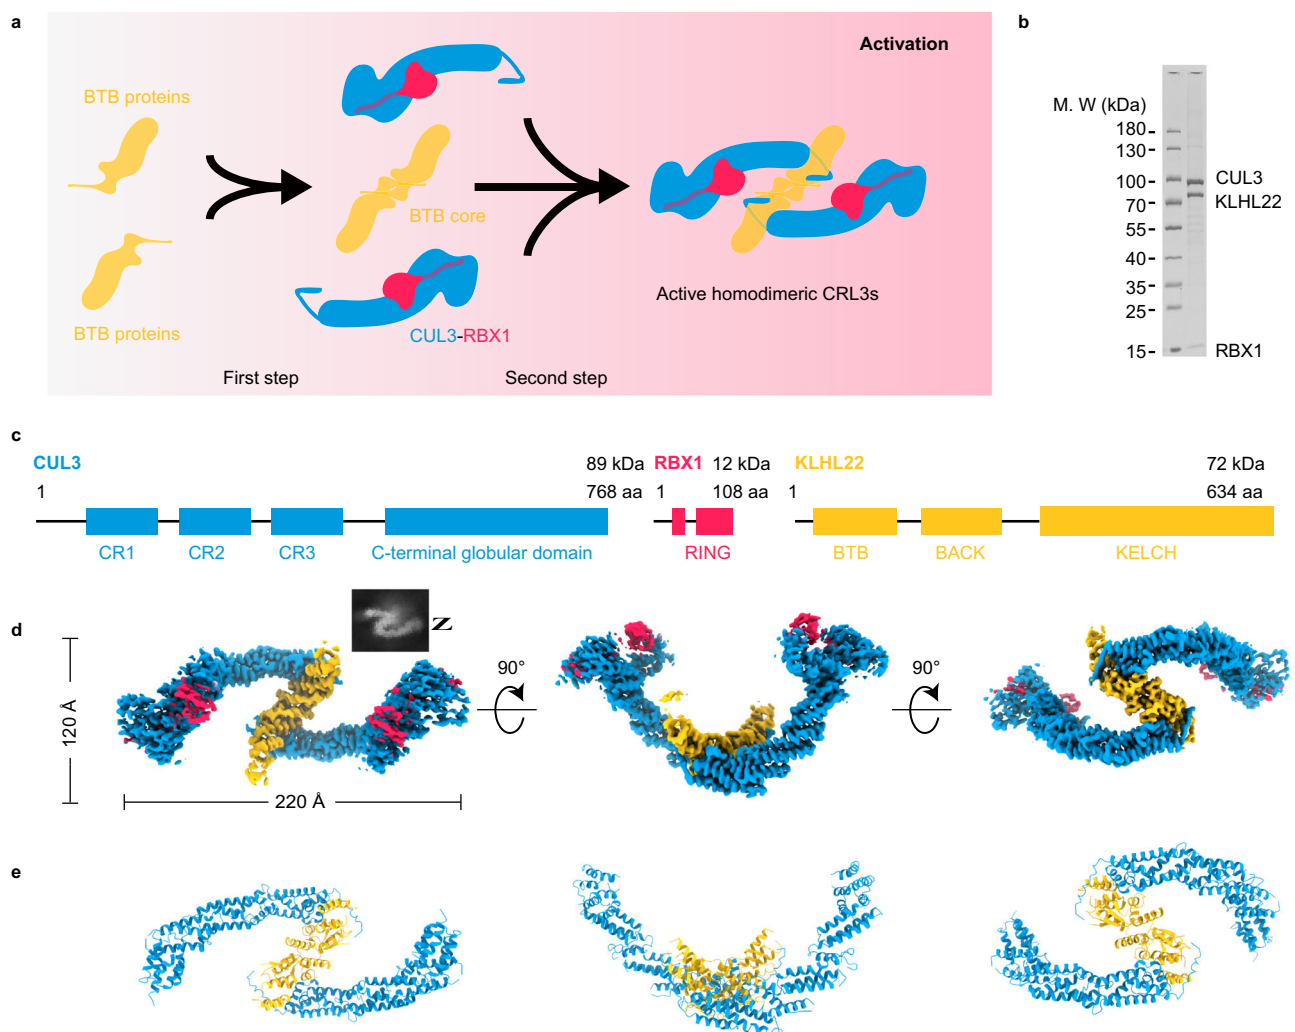 a
Activation
BTB proteins
BTB core
BTB proteins
CUL3-RBX1
First step
Second step
Active homodimeric CRL3s
b
M. W (kDa)
180
130
100
70
55
40
35
25
15
CUL3
KLHL22
RBX1
c
CUL3
89 kDa
1
768 aa
CR1
CR2
CR3
C-terminal globular domain
RBX1
12 kDa
1
108 aa
RING
KLHL22
72 kDa
1
634 aa
BTB
BACK
KELCH
d
Z
120 Å
220 Å
90°
90°
e